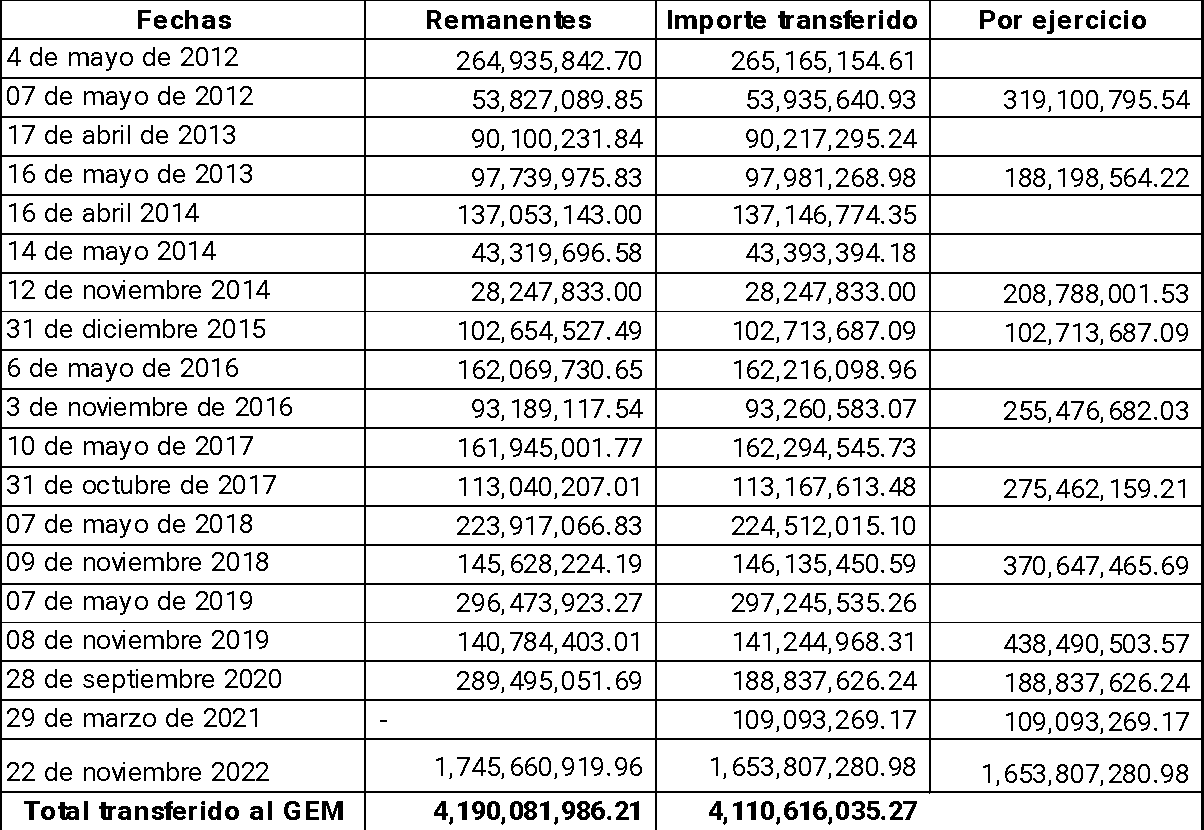 Fechas Remanentes Importe transferido Por ejercicio
4 de mayo de 2012 264,935,842.70 265,165,154.61
07 de mayo de 2012 53,827,089.85 53,935,640.93 319,100,795.54
17 de abril de 2013 90,100,231.84 90,217,295.24
16 de mayo de 2013 97,739,975.83 97,981,268.98 188,198,564.22
16 de abril 2014 137,053,143.00 137,146,774.35
14 de mayo 2014 43,319,696.58 43,393,394.18
12 de noviembre 2014 28,247,833.00 28,247,833.00 208,788,001.53
31 de diciembre 2015 102,654,527.49 102,713,687.09 102,713,687.09
6 de mayo de 2016 162,069,730.65 162,216,098.96
3 de noviembre de 2016 93,189,117.54 93,260,583.07 255,476,682.03
10 de mayo de 2017 161,945,001.77 162,294,545.73
31 de octubre de 2017 113,040,207.01 113,167,613.48 275,462,159.21
07 de mayo de 2018 223,917,066.83 224,512,015.10
09 de noviembre 2018 145,628,224.19 146,135,450.59 370,647,465.69
07 de mayo de 2019 296,473,923.27 297,245,535.26
08 de noviembre 2019 140,784,403.01 141,244,968.31 438,490,503.57
28 de septiembre 2020 289,495,051.69 188,837,626.24 188,837,626.24
29 de marzo de 2021 - 109,093,269.17 109,093,269.17
22 de noviembre 2022 1,745,660,919.96 1,653,807,280.98 1,653,807,280.98
Total transferido al GEM 4,190,081,986.21 4,110,616,035.27